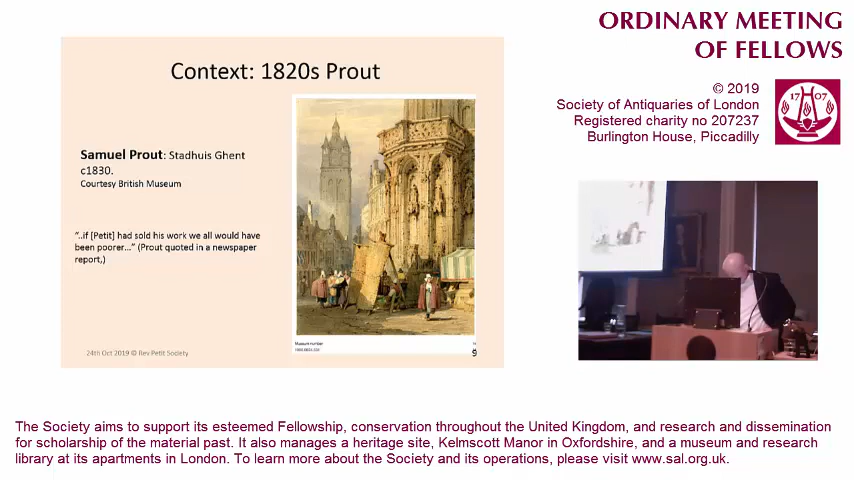 ORDINARY MEETING
OF FELLOWS
© 2019
Society of Antiquaries of London
Registered charity no 207237
Burlington House, Piccadilly
1707
Context: 1820s Prout
Samuel Prout: Stadhuis Ghent
c1830.
Courtesy British Museum
"..if [Petit] had sold his work we all would have
been poorer..." (Prout quoted in a newspaper
report,)
Museum number
24th Oct 2019 © Rev Petit Society
9
The Society aims to support its esteemed Fellowship, conservation throughout the United Kingdom, and research and dissemination
for scholarship of the material past. It also manages a heritage site, Kelmscott Manor in Oxfordshire, and a museum and research
library at its apartments in London. To learn more about the Society and its operations, please visit www.sal.org.uk.